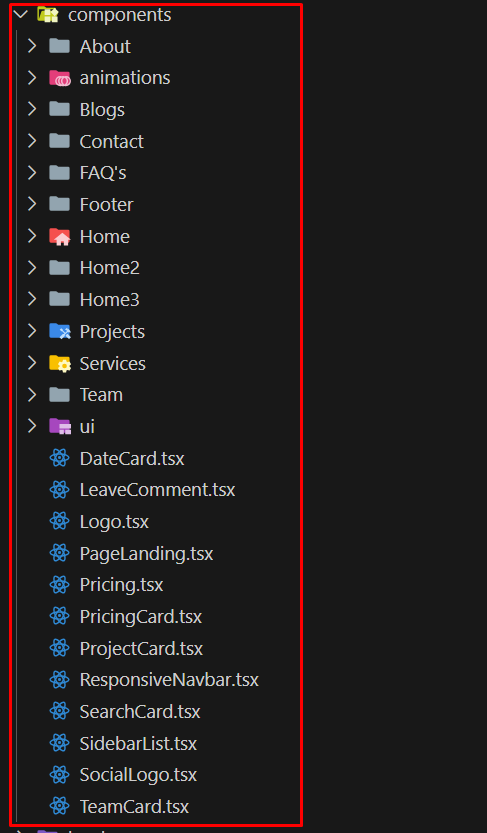 components
About
animations
Blogs
Contact
FAQ's
Footer
Home
Home2
Home3
Projects
Services
Team
ui
DateCard.tsx
LeaveComment.tsx
Logo.tsx
PageLanding.tsx
Pricing.tsx
PricingCard.tsx
ProjectCard.tsx
ResponsiveNavbar.tsx
SearchCard.tsx
SidebarList.tsx
SocialLogo.tsx
TeamCard.tsx